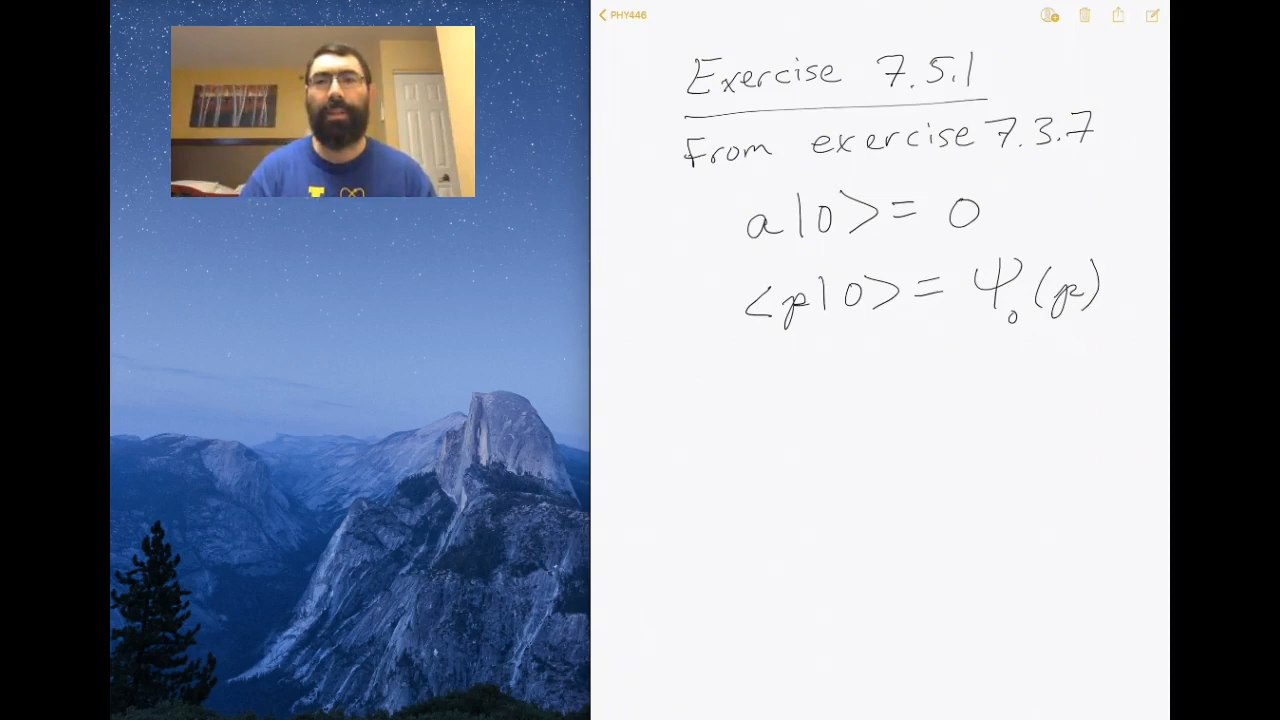 PHY446
Exercise 7.5.1
From exercise 7.3.7
a|0> = 0
<p|0> = Ψ₀(p)